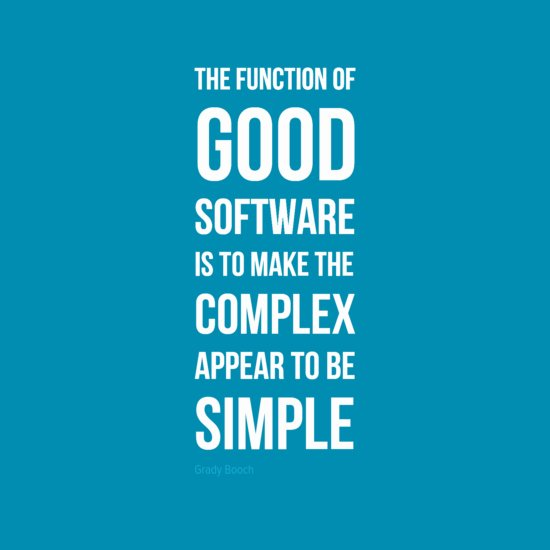 THE FUNCTION OF
GOOD
SOFTWARE
IS TO MAKE THE
COMPLEX
APPEAR TO BE
SIMPLE
Grady Booch